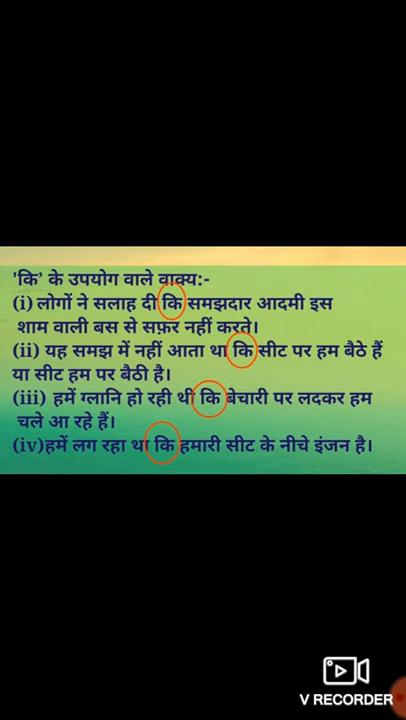 'कि’ के उपयोग वाले वाक्य:-
(i) लोगों ने सलाह दी कि समझदार आदमी इस
शाम वाली बस से सफ़र नहीं करते।
(ii) यह समझ में नहीं आता था कि सीट पर हम बैठे हैं
या सीट हम पर बैठी है।
(iii) हमें ग्लानि हो रही थी कि बेचारी पर लदकर हम
चले आ रहे हैं।
(iv)हमें लग रहा था कि हमारी सीट के नीचे इंजन है।
V RECORDER